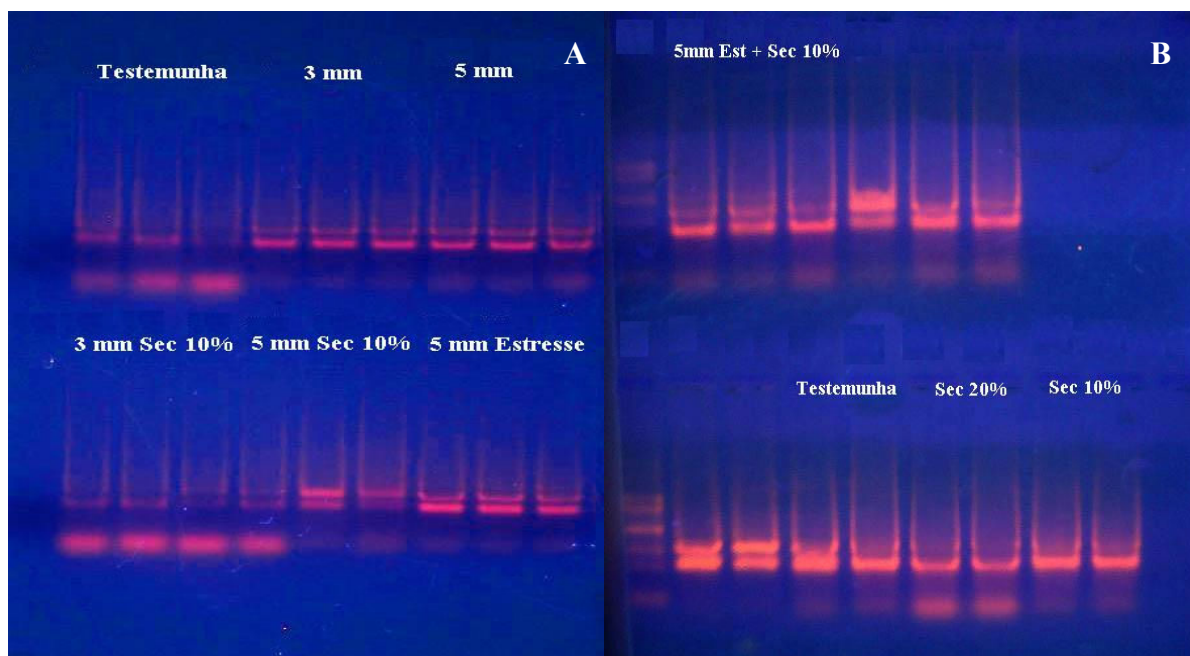 A
Testemunha 3 mm 5 mm
3 mm Sec 10% 5 mm Sec 10% 5 mm Estresse
B
5mm Est + Sec 10%
Testemunha Sec 20% Sec 10%